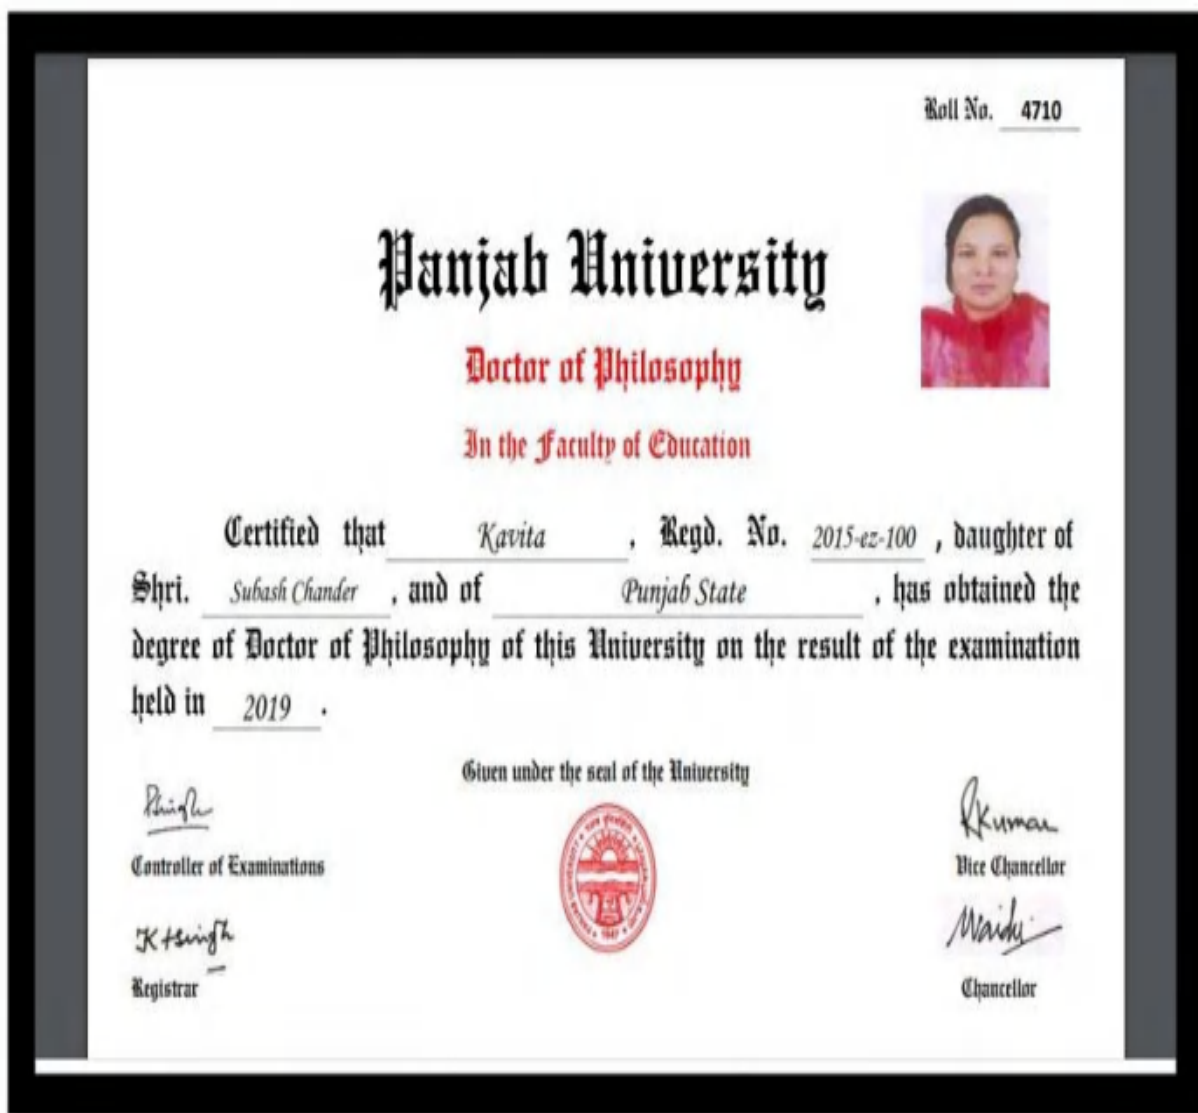 Roll No. 4710
Panjab University
Doctor of Philosophy
In the Faculty of Education
Certified that Kavita, Regd. No. 2015-ez-100, daughter of
Shri. Subash Chander, and of Punjab State, has obtained the
degree of Doctor of Philosophy of this University on the result of the examination
held in 2019.
Given under the seal of the University
RKumar
Controller of Examinations
Vice Chancellor
Registrar
Chancellor